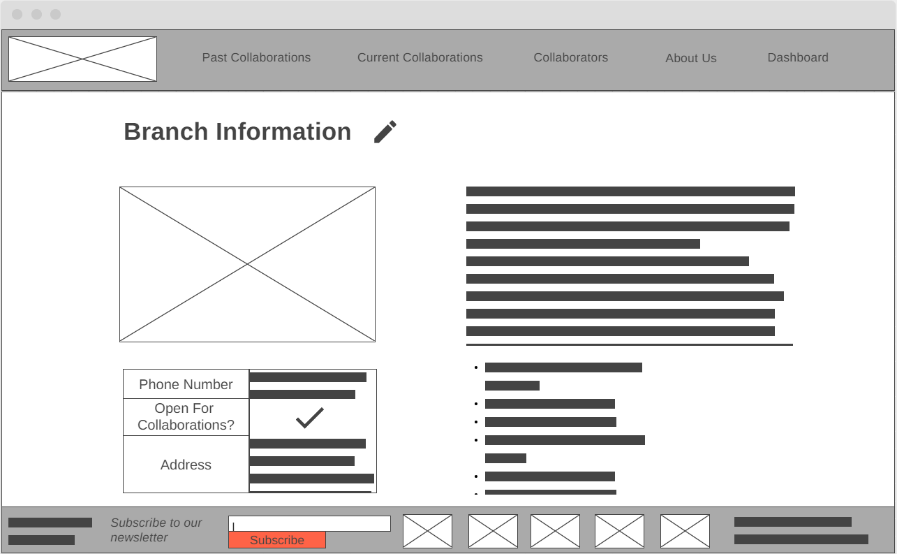 Past Collaborations
Current Collaborations
Collaborators
About Us
Dashboard
Branch Information
Phone Number
Open For
Collaborations?
Address
Subscribe to our
newsletter
Subscribe